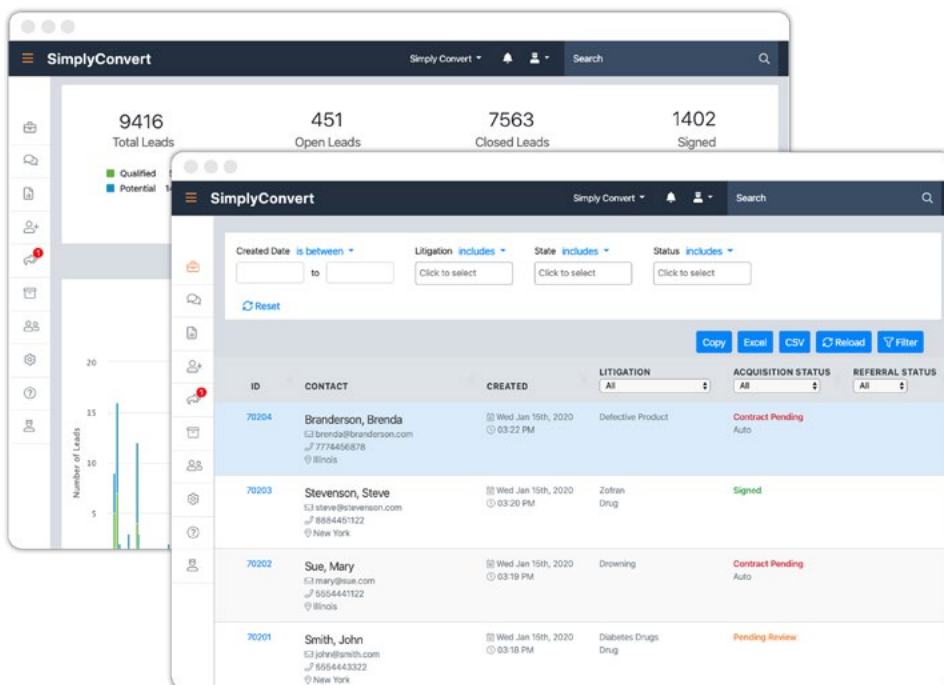 SimplyConvert
Simply Convert
Search
9416
Total Leads
451
Open Leads
7563
Closed Leads
1402
Signed
Qualified
Potential
20
15
10
5
Number of Leads
SimplyConvert
Simply Convert
Search
Created Date is between
to
Litigation includes
Click to select
State includes
Click to select
Status includes
Click to select
Reset
1
1
Copy
Excel
CSV
Reload
Filter
ID
CONTACT
CREATED
LITIGATION
All
ACQUISITION STATUS
All
REFERRAL STATUS
All
70204
Branderson, Brenda
brenda@branderson.com
7774456878
Illinois
Wed Jan 15th, 2020
03:22 PM
Defective Product
Contract Pending
Auto
70203
Stevenson, Steve
steve@stevenson.com
8884451122
New York
Wed Jan 15th, 2020
03:20 PM
Zofran
Drug
Signed
70202
Sue, Mary
mary@sue.com
5554441122
Illinois
Wed Jan 15th, 2020
03:19 PM
Drowning
Contract Pending
Auto
70201
Smith, John
john@smith.com
5554443322
New York
Wed Jan 15th, 2020
03:18 PM
Diabetes Drugs
Drug
Pending Review